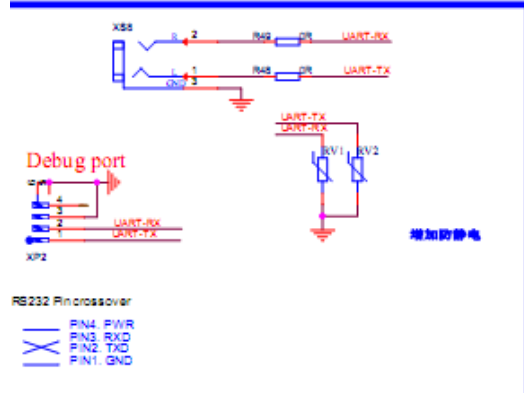 XS8
R 2 R49 0R UART-RX
L 1 R48 0R UART-TX
GND 3
UART-TX
UART-RX
RV1 RV2
Debug port
4
3
2 UART-RX
1 UART-TX
XP2
增加防静电
RS232 Pin crossover
PIN4. PWR
PIN3. RXD
PIN2. TXD
PIN1. GND